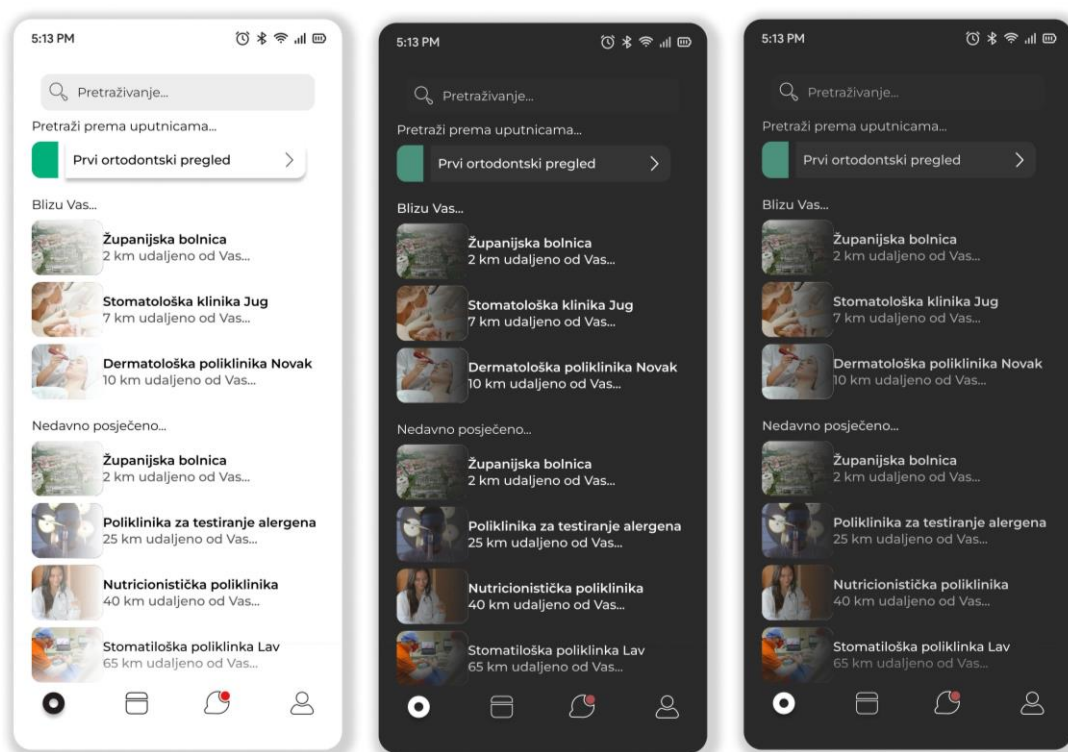 5:13 PM
Pretraživanje...
Pretraži prema uputnicama...
Prvi ortodontski pregled
Blizu Vas...
Županijska bolnica
2 km udaljeno od Vas...
Stomatološka klinika Jug
7 km udaljeno od Vas...
Dermatološka poliklinika Novak
10 km udaljeno od Vas...
Nedavno posječeno...
Županijska bolnica
2 km udaljeno od Vas...
Poliklinika za testiranje alergena
25 km udaljeno od Vas...
Nutricionistička poliklinika
40 km udaljeno od Vas...
Stomatiloška poliklinka Lav
65 km udaljeno od Vas...
5:13 PM
Pretraživanje...
Pretraži prema uputnicama...
Prvi ortodontski pregled
Blizu Vas...
Županijska bolnica
2 km udaljeno od Vas...
Stomatološka klinika Jug
7 km udaljeno od Vas...
Dermatološka poliklinika Novak
10 km udaljeno od Vas...
Nedavno posječeno...
Županijska bolnica
2 km udaljeno od Vas...
Poliklinika za testiranje alergena
25 km udaljeno od Vas...
Nutricionistička poliklinika
40 km udaljeno od Vas...
Stomatiloška poliklinka Lav
65 km udaljeno od Vas...
5:13 PM
Pretraživanje...
Pretraži prema uputnicama...
Prvi ortodontski pregled
Blizu Vas...
Županijska bolnica
2 km udaljeno od Vas...
Stomatološka klinika Jug
7 km udaljeno od Vas...
Dermatološka poliklinika Novak
10 km udaljeno od Vas...
Nedavno posječeno...
Županijska bolnica
2 km udaljeno od Vas...
Poliklinika za testiranje alergena
25 km udaljeno od Vas...
Nutricionistička poliklinika
40 km udaljeno od Vas...
Stomatiloška poliklinka Lav
65 km udaljeno od Vas...